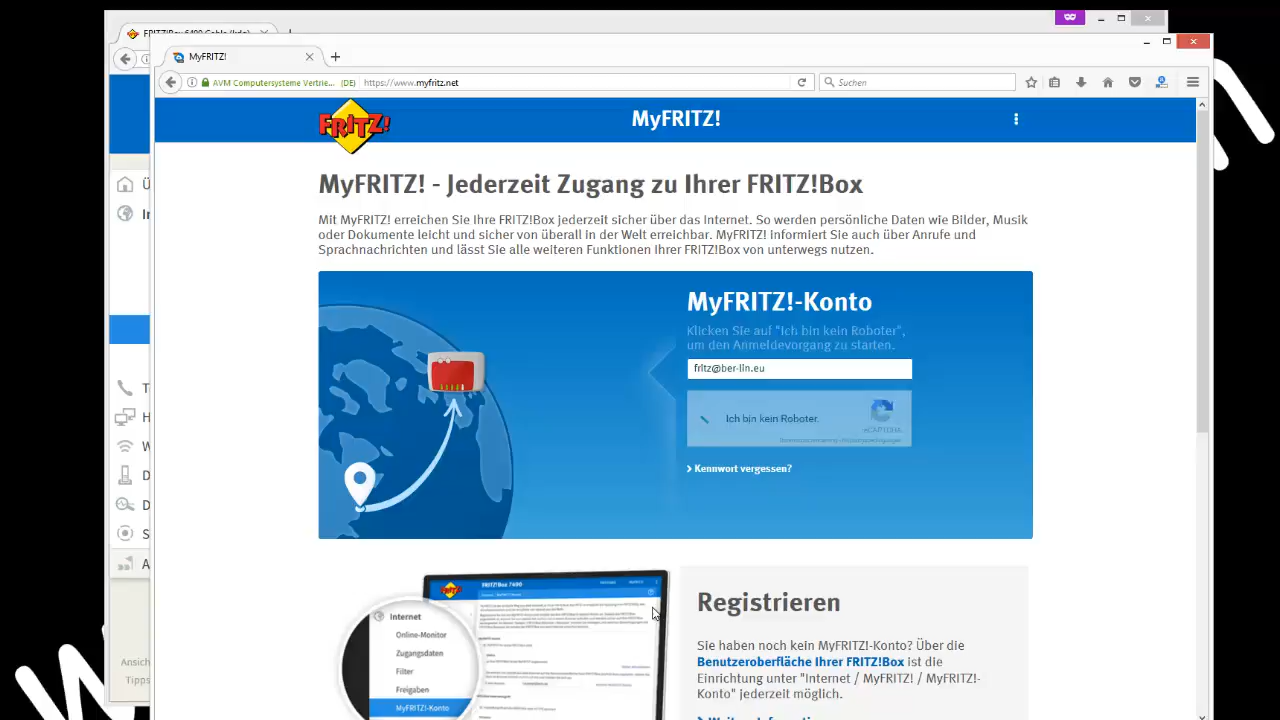 FRITZ!Box 6490 Cable
MyFRITZ!
AVM Computersysteme Vertrie... (DE)
https://www.myfritz.net
Suchen
FRITZ!
MyFRITZ!
MyFRITZ! - Jederzeit Zugang zu Ihrer FRITZ!Box
Mit MyFRITZ! erreichen Sie Ihre FRITZ!Box jederzeit sicher über das Internet. So werden persönliche Daten wie Bilder, Musik
oder Dokumente leicht und sicher von überall in der Welt erreichbar. MyFRITZ! informiert Sie auch über Anrufe und
Sprachnachrichten und lässt Sie alle weiteren Funktionen Ihrer FRITZ!Box von unterwegs nutzen.
MyFRITZ!-Konto
Klicken Sie auf "Ich bin kein Roboter",
um den Anmeldevorgang zu starten.
fritz@ber-lin.eu
Ich bin kein Roboter.
reCAPTCHA
Kennwort vergessen?
FRITZ!Box 7490
Internet
Online-Monitor
Zugangsdaten
Filter
Freigaben
MyFRITZ!-Konto
Registrieren
Sie haben noch kein MyFRITZ!-Konto? Über die
Benutzeroberfläche Ihrer FRITZ!Box ist die
Einrichtung unter "Internet / MyFRITZ! / MyFRITZ!-
Konto" jederzeit möglich.
Ansich
Tipps